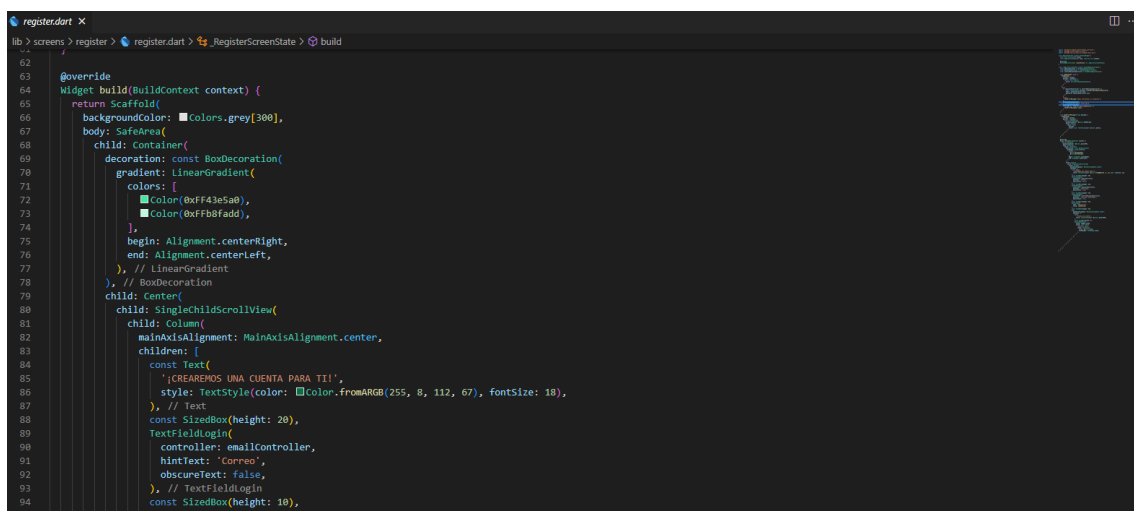 register.dart ×
lib > screens > register > register.dart > _RegisterScreenState > build
61 }
62
63 @override
64 Widget build(BuildContext context) {
65 return Scaffold(
66 backgroundColor: Colors.grey[300],
67 body: SafeArea(
68 child: Container(
69 decoration: const BoxDecoration(
70 gradient: LinearGradient(
71 colors: [
72 Color(0xFF43e5a0),
73 Color(0xFFb8fadd),
74 ],
75 begin: Alignment.centerRight,
76 end: Alignment.centerLeft,
77 ), // LinearGradient
78 ), // BoxDecoration
79 child: Center(
80 child: SingleChildScrollView(
81 child: Column(
82 mainAxisAlignment: MainAxisAlignment.center,
83 children: [
84 const Text(
85 '¡CREAREMOS UNA CUENTA PARA TI!',
86 style: TextStyle(color: Color.fromARGB(255, 8, 112, 67), fontSize: 18),
87 ), // Text
88 const SizedBox(height: 20),
89 TextFieldLogin(
90 controller: emailController,
91 hintText: 'Correo',
92 obscureText: false,
93 ), // TextFieldLogin
94 const SizedBox(height: 10),